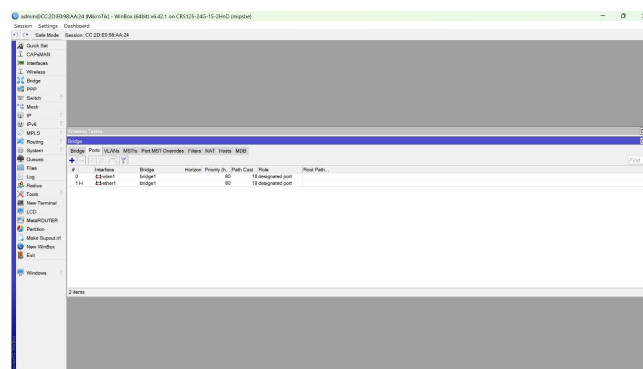 admin@CC:2D:E0:98:AA:24 (MikroTik) - WinBox (64bit) v6.42.1 on CRS125-24G-1S-2HnD (mipsbe)
Session Settings Dashboard
Safe Mode Session: CC:2D:E0:98:AA:24
Quick Set
CAPsMAN
Interfaces
Wireless
Bridge
PPP
Switch
Mesh
IP
IPv6
MPLS
Routing
System
Queues
Files
Log
Radius
Tools
New Terminal
LCD
MetaROUTER
Partition
Make Supout.rif
New WinBox
Exit
Windows
Wireless Tables
Bridge
Bridge Ports VLANs MSTIs Port MST Overrides Filters NAT Hosts MDB
Find
# Interface Bridge Horizon Priority (h... Path Cost Role Root Path...
0 wlan1 bridge1 80 10 designated port
1 H ether1 bridge1 80 10 designated port
2 items